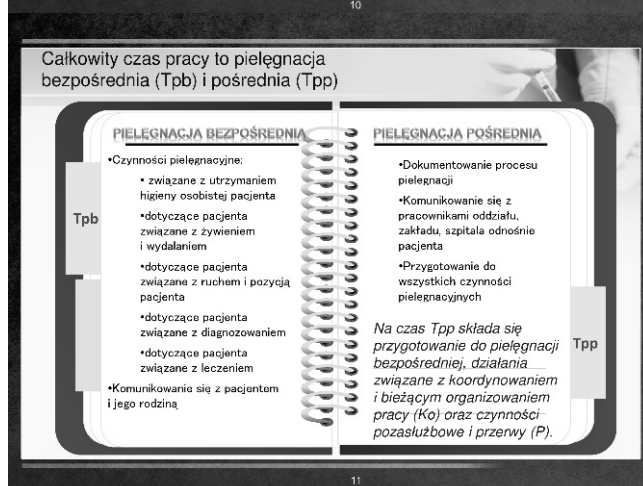 10
Całkowity czas pracy to pielęgnacja
bezpośrednia (Tpb) i pośrednia (Tpp)
PIELĘGNACJA BEZPOŚREDNIA
•Czynności pielęgnacyjne:
• związane z utrzymaniem
higieny osobistej pacjenta
•dotyczące pacjenta
związane z żywieniem
i wydalaniem
•dotyczące pacjenta
związane z ruchem i pozycją
pacjenta
•dotyczące pacjenta
związane z diagnozowaniem
•dotyczące pacjenta
związane z leczeniem
•Komunikowanie się z pacjentem
i jego rodziną
Tpb
PIELĘGNACJA POŚREDNIA
•Dokumentowanie procesu
pielęgnacji
•Komunikowanie się z
pracownikami oddziału,
zakładu, szpitala odnośnie
pacjenta
•Przygotowanie do
wszystkich czynności
pielęgnacyjnych
Na czas Tpp składa się
przygotowanie do pielęgnacji
bezpośredniej, działania
związane z koordynowaniem
i bieżącym organizowaniem
pracy (Ko) oraz czynności
pozasłużbowe i przerwy (P).
Tpp
11